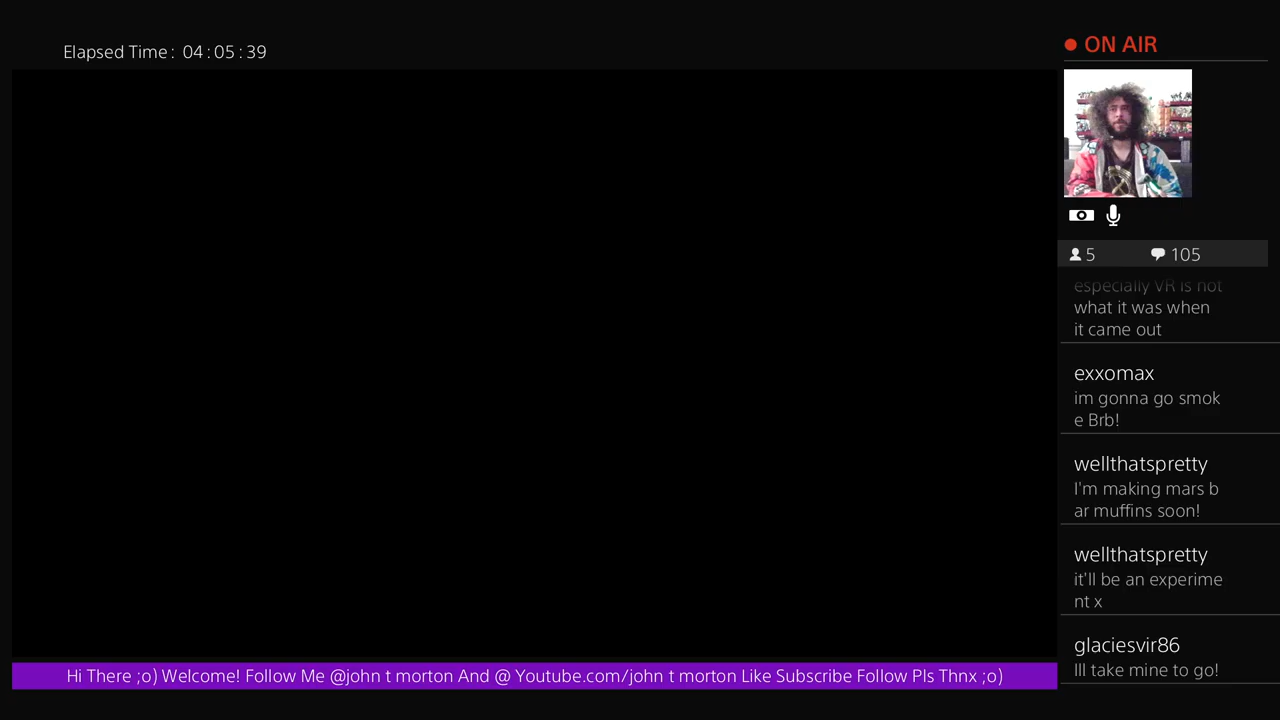 Elapsed Time: 04:05:39
ON AIR
5 105
especially VR is not
what it was when
it came out
exxomax
im gonna go smok
e Brb!
wellthatspretty
I'm making mars b
ar muffins soon!
wellthatspretty
it'll be an experime
nt x
glaciesvir86
Ill take mine to go!
Hi There ;o) Welcome! Follow Me @john t morton And @ Youtube.com/john t morton Like Subscribe Follow Pls Thnx ;o)